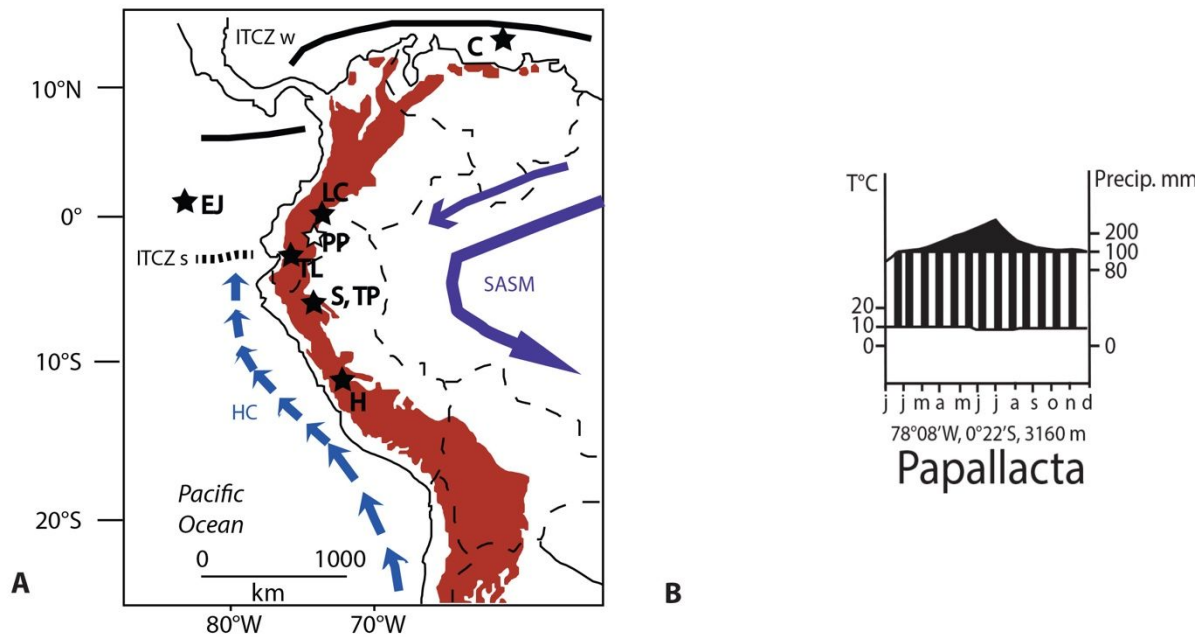 ITCZ w
C
10°N
LC
EJ
0°
PP
ITCZ s
TL
SASM
S, TP
10°S
HC
H
Pacific
Ocean
20°S
0 1000
km
A
80°W 70°W
T°C Precip. mm
200
100
80
20
10
0 0
j j m a m j j a s o n d
78°08'W, 0°22'S, 3160 m
Papallacta
B